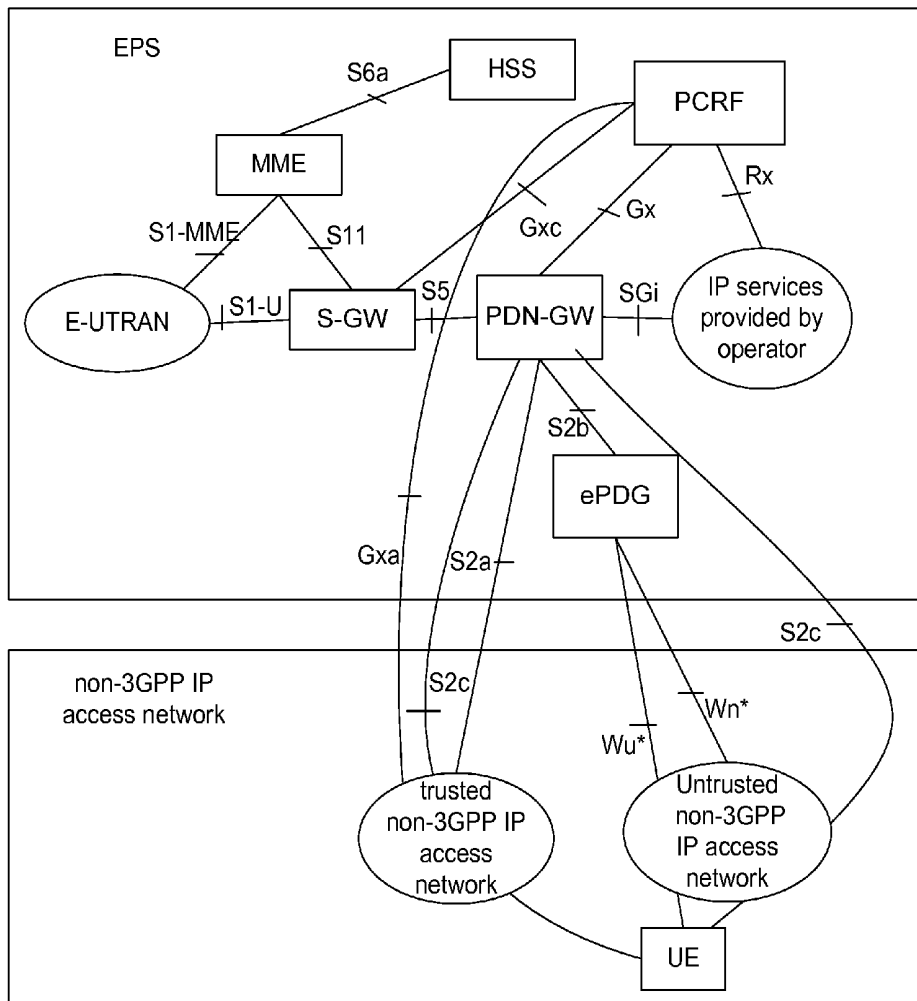 EPS
HSS
S6a
PCRF
MME
Rx
S1-MME
S11
Gxc
Gx
E-UTRAN
S1-U
S-GW
S5
PDN-GW
SGi
IP services
provided by
operator
S2b
ePDG
Gxa
S2a
S2c
non-3GPP IP
access network
S2c
Wn*
Wu*
trusted
non-3GPP IP
access
network
Untrusted
non-3GPP
IP access
network
UE